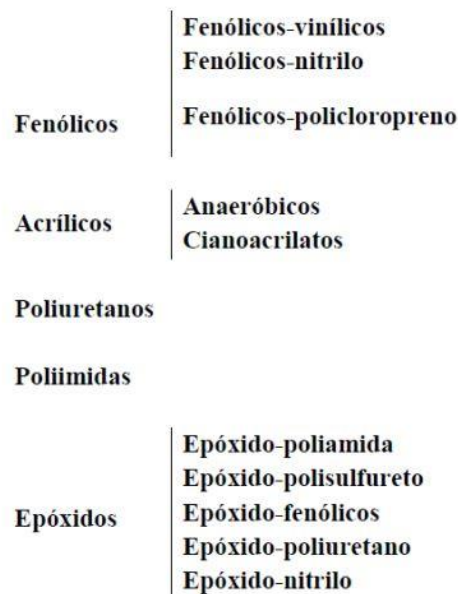 Fenólicos-vinílicos
Fenólicos-nitrilo
Fenólicos
Fenólicos-policloropreno
Acrílicos
Anaeróbicos
Cianoacrilatos
Poliuretanos
Poliimidas
Epóxidos
Epóxido-poliamida
Epóxido-polisulfureto
Epóxido-fenólicos
Epóxido-poliuretano
Epóxido-nitrilo